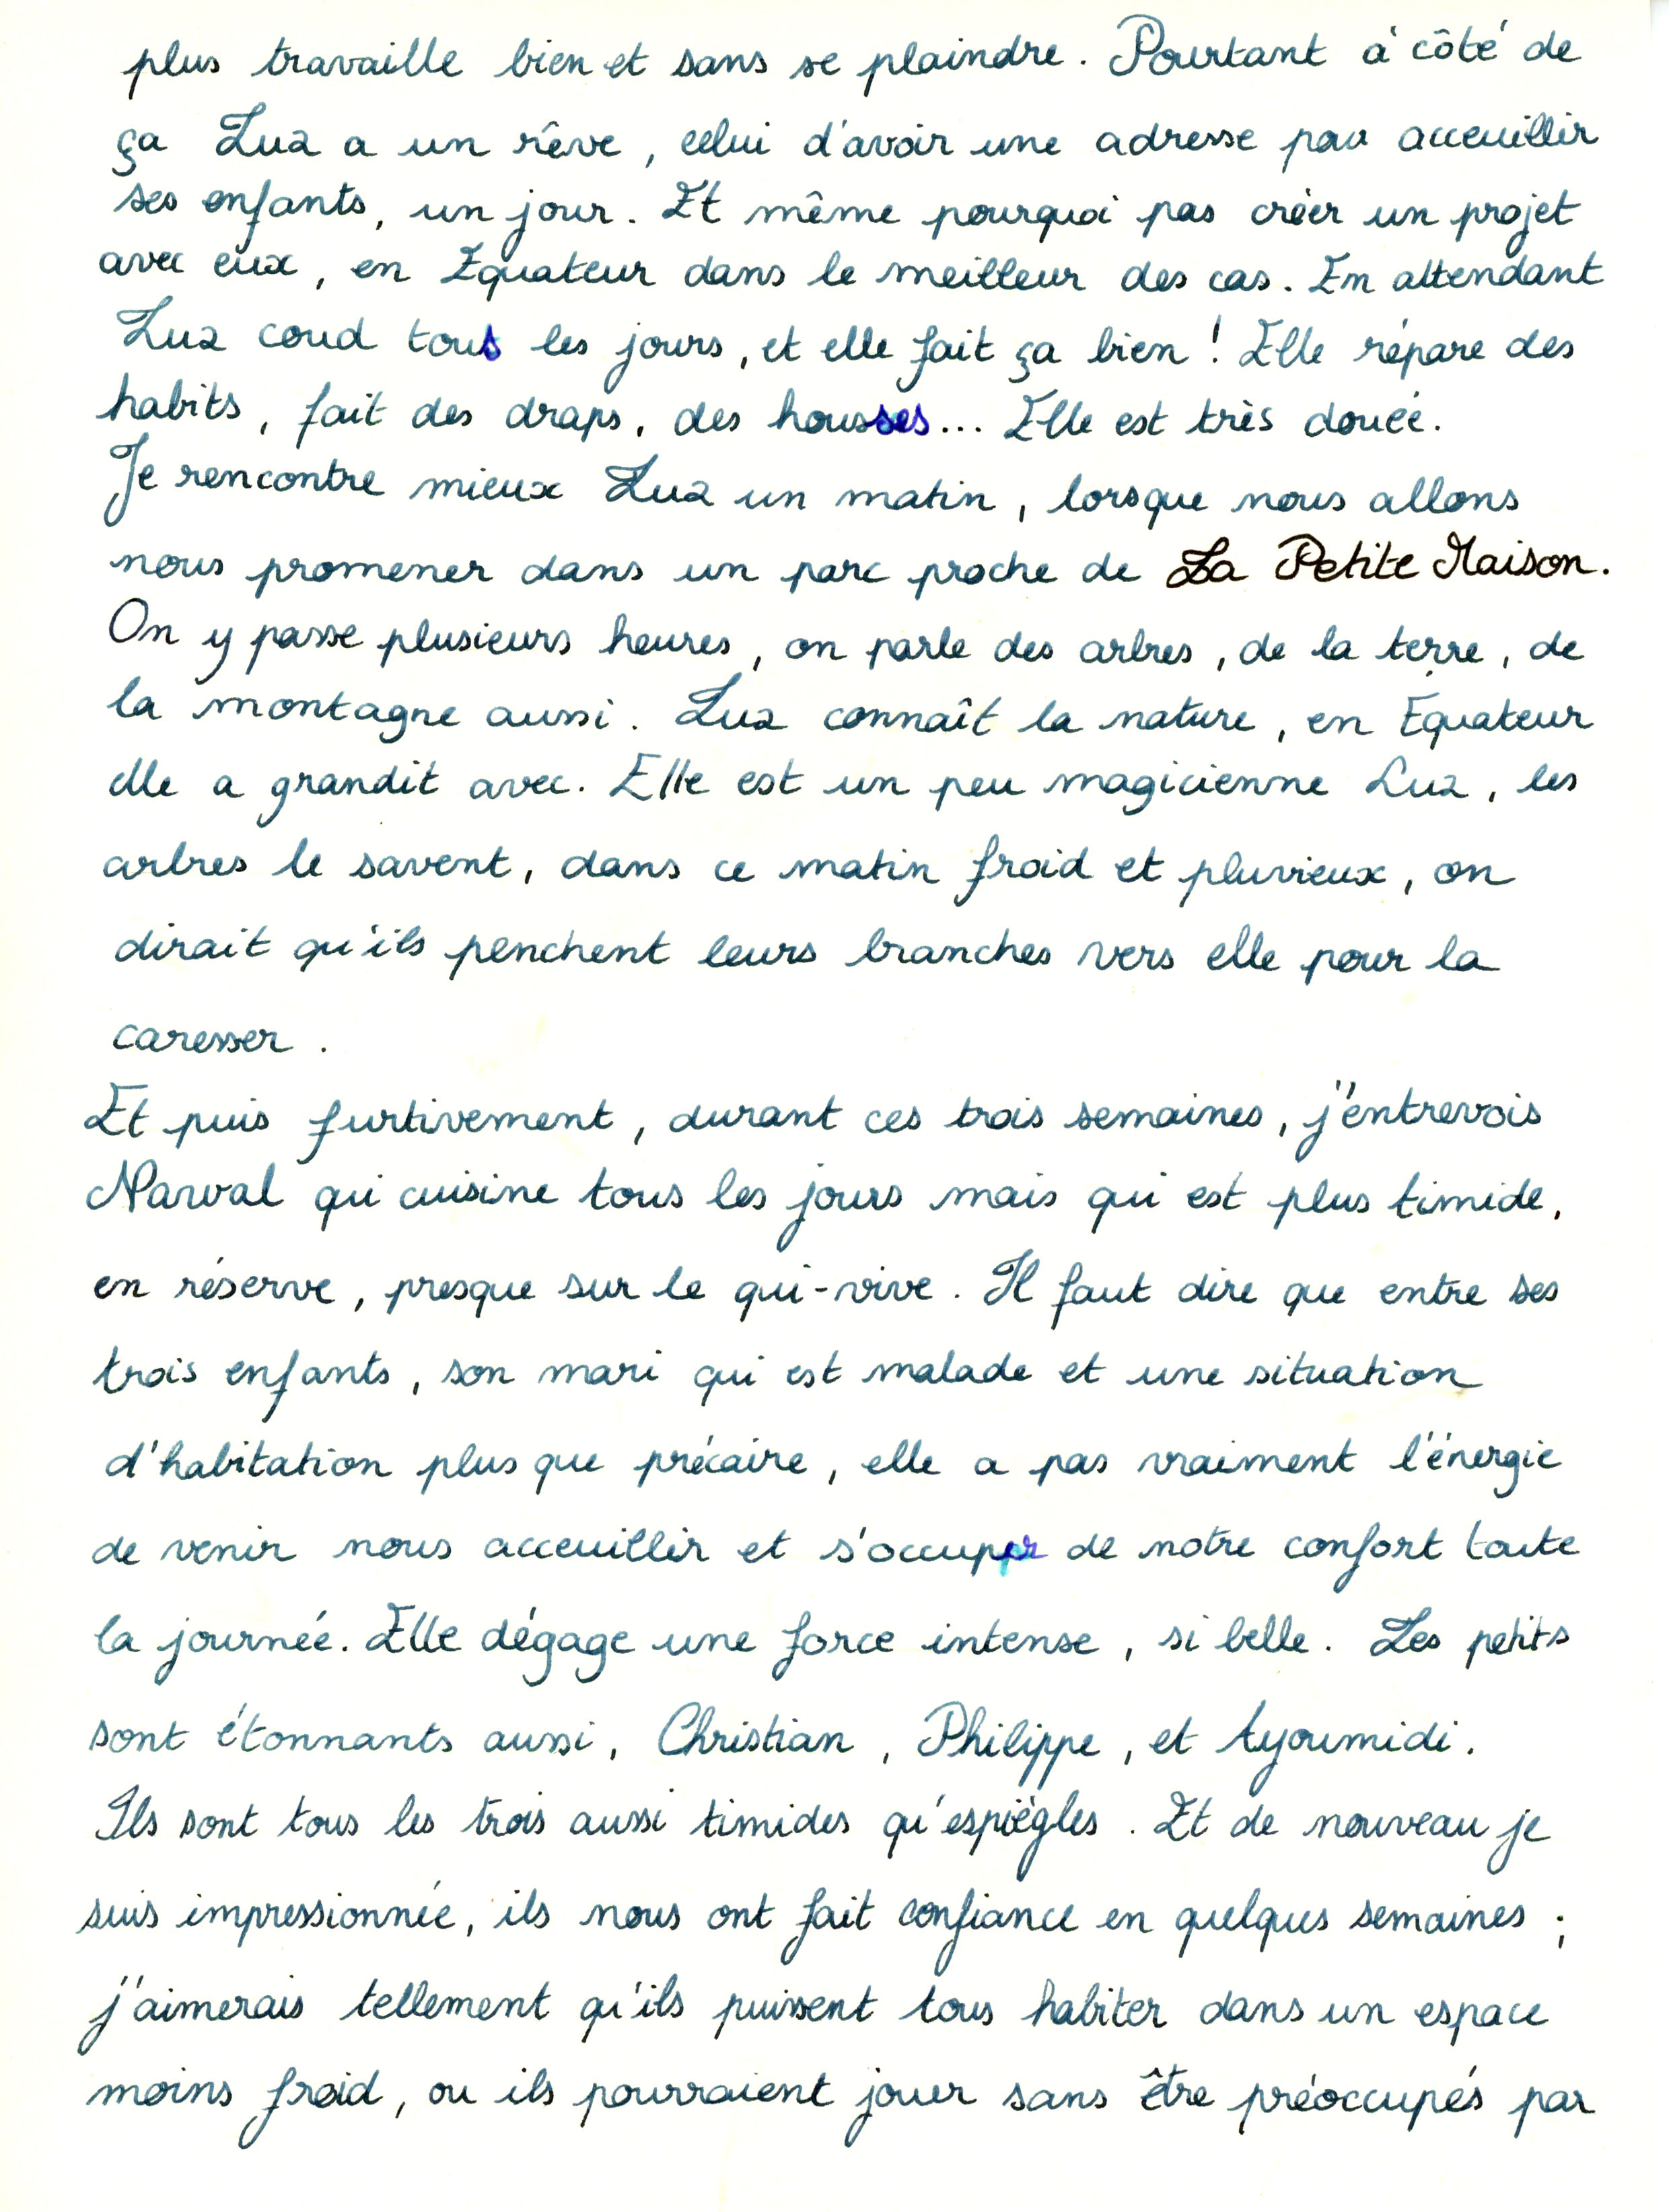 plus travaille bien et sans se plaindre. Pourtant à côté de
ça Luz a un rêve, celui d'avoir une adresse pour acceuillir
ses enfants, un jour. Et même pourquoi pas créer un projet
avec eux, en Equateur dans le meilleur des cas. En attendant
Luz coud tous les jours, et elle fait ça bien ! Elle répare des
habits, fait des draps, des housses... Elle est très douée.
Je rencontre mieux Luz un matin, lorsque nous allons
nous promener dans un parc proche de La Petite Maison.
On y passe plusieurs heures, on parle des arbres, de la terre, de
la montagne aussi. Luz connaît la nature, en Equateur
elle a grandit avec. Elle est un peu magicienne Luz, les
arbres le savent, dans ce matin froid et pluvieux, on
dirait qu'ils penchent leurs branches vers elle pour la
caresser.
Et puis furtivement, durant ces trois semaines, j'entrevois
Narval qui cuisine tous les jours mais qui est plus timide,
en réserve, presque sur le qui-vive. Il faut dire que entre ses
trois enfants, son mari qui est malade et une situation
d'habitation plus que précaire, elle a pas vraiment l'énergie
de venir nous acceuillir et s'occuper de notre confort toute
la journée. Elle dégage une force intense, si belle. Les petits
sont étonnants aussi, Christian, Philippe, et Ayoumidi.
Ils sont tous les trois aussi timides qu'espiègles. Et de nouveau je
suis impressionnée, ils nous ont fait confiance en quelques semaines ;
j'aimerais tellement qu'ils puissent tous habiter dans un espace
moins froid, ou ils pourraient jouer sans être préoccupés par